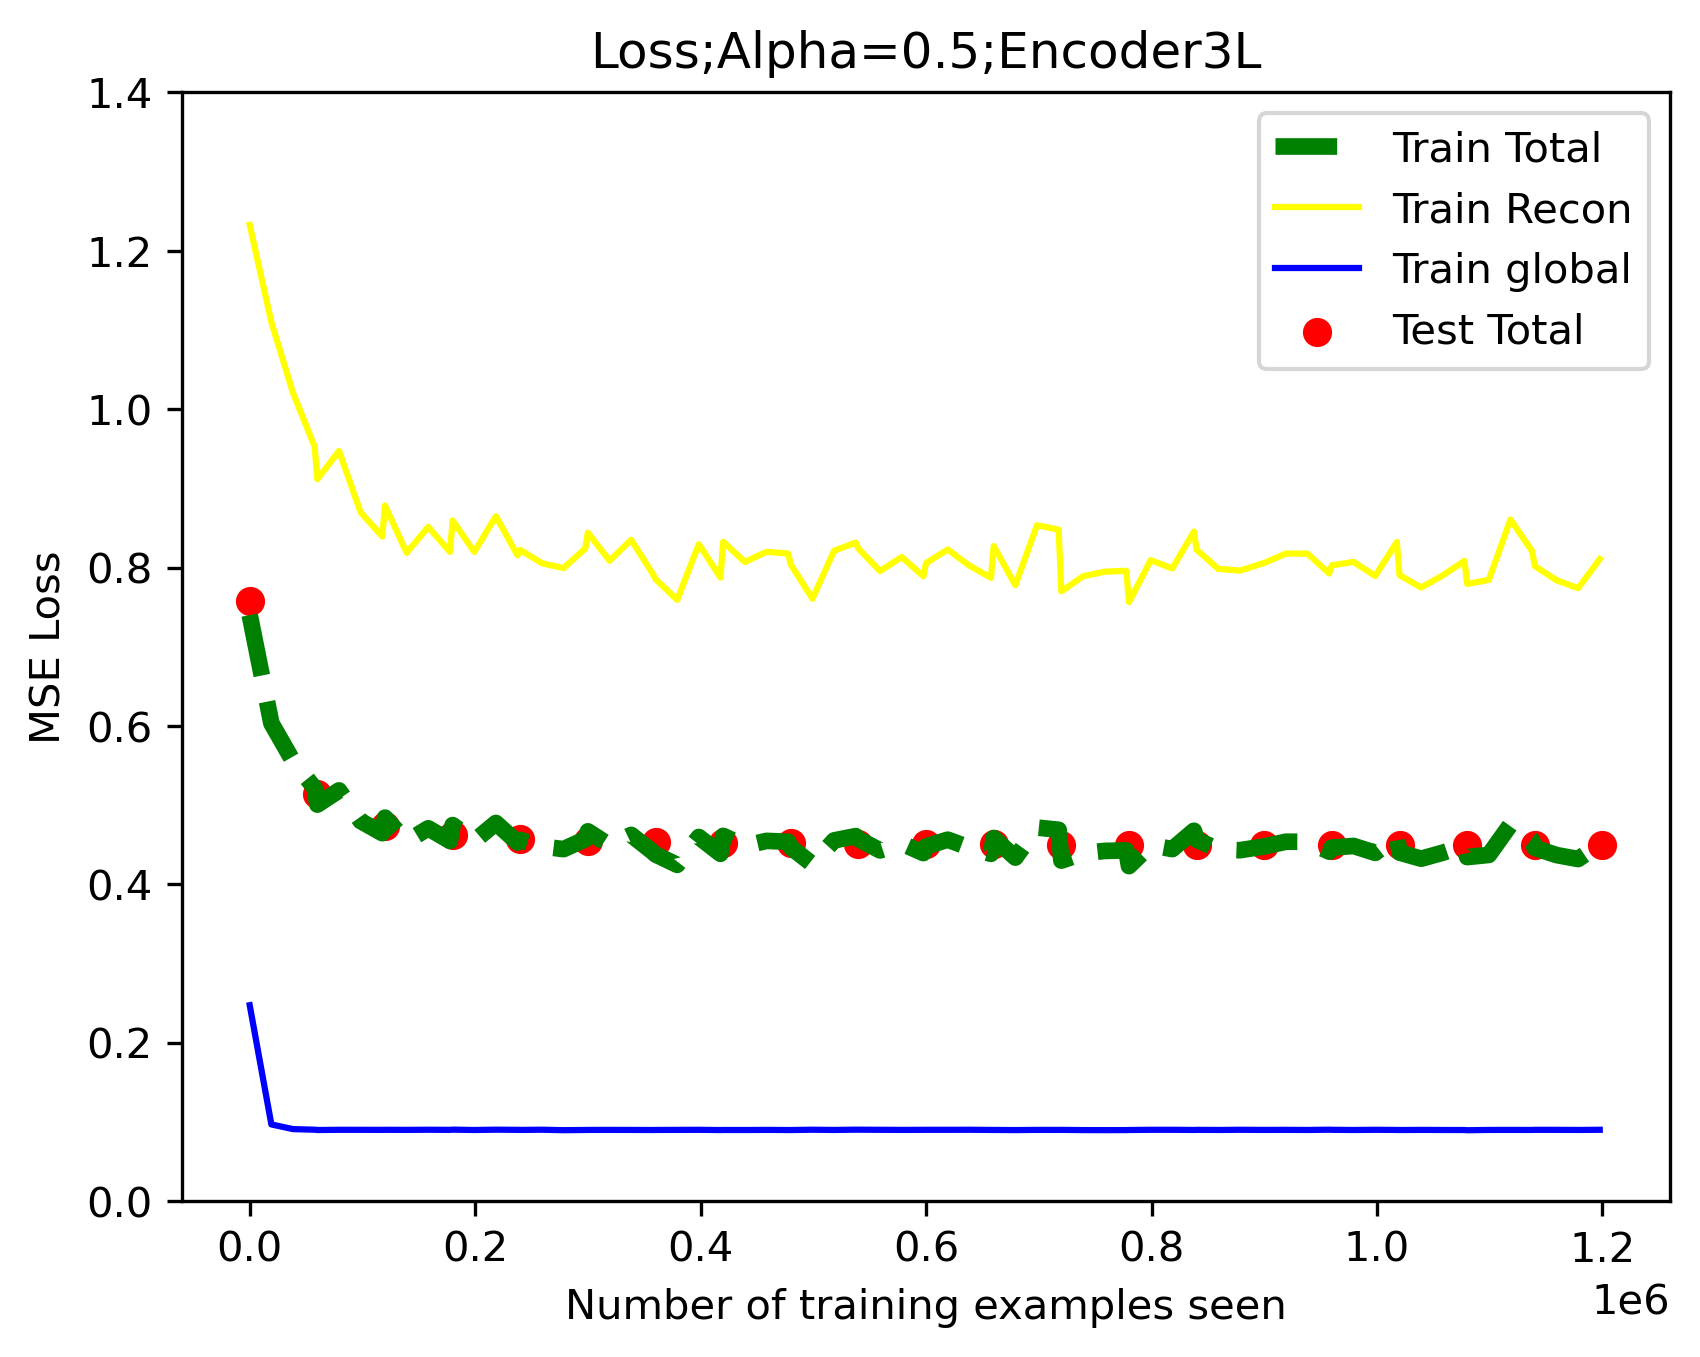 Loss;Alpha=0.5;Encoder3L
1.4
1.2
1.0
0.8
0.6
0.4
0.2
0.0
MSE Loss
Train Total
Train Recon
Train global
Test Total
0.0 0.2 0.4 0.6 0.8 1.0 1.2
1e6
Number of training examples seen